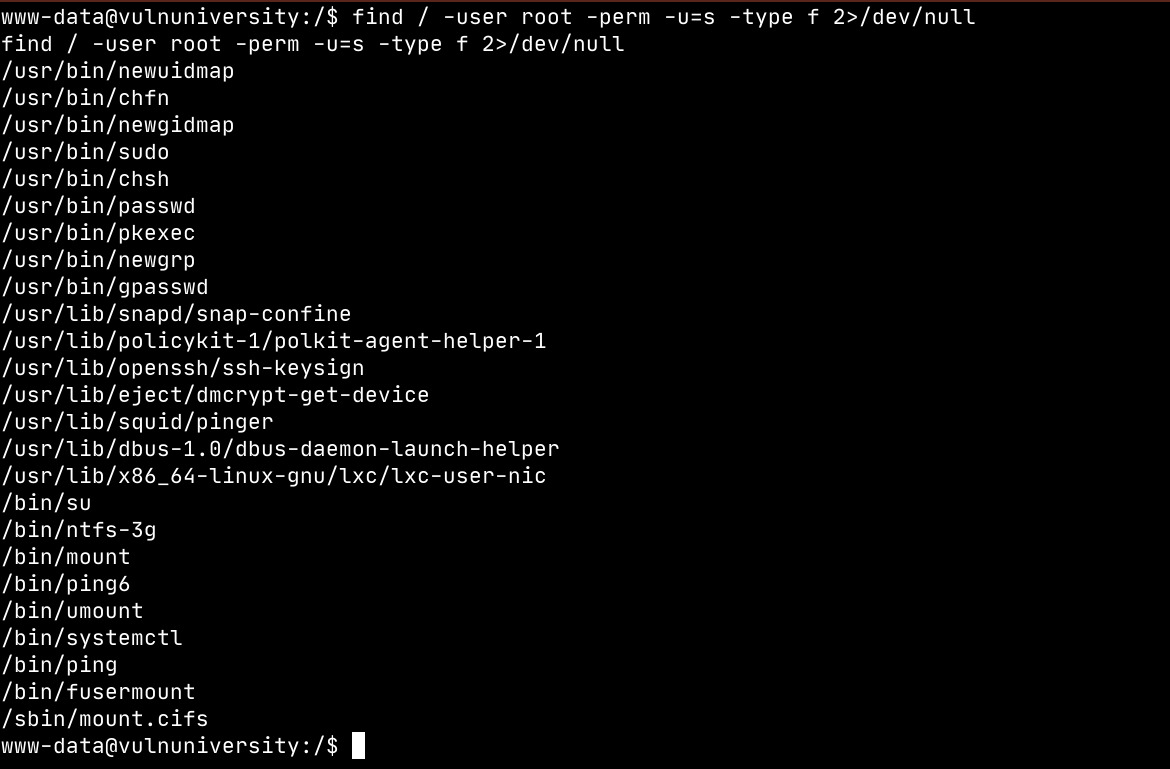 www-data@vulnuniversity:/$ find / -user root -perm -u=s -type f 2>/dev/null
find / -user root -perm -u=s -type f 2>/dev/null
/usr/bin/newuidmap
/usr/bin/chfn
/usr/bin/newgidmap
/usr/bin/sudo
/usr/bin/chsh
/usr/bin/passwd
/usr/bin/pkexec
/usr/bin/newgrp
/usr/bin/gpasswd
/usr/lib/snapd/snap-confine
/usr/lib/policykit-1/polkit-agent-helper-1
/usr/lib/openssh/ssh-keysign
/usr/lib/eject/dmcrypt-get-device
/usr/lib/squid/pinger
/usr/lib/dbus-1.0/dbus-daemon-launch-helper
/usr/lib/x86_64-linux-gnu/lxc/lxc-user-nic
/bin/su
/bin/ntfs-3g
/bin/mount
/bin/ping6
/bin/umount
/bin/systemctl
/bin/ping
/bin/fusermount
/sbin/mount.cifs
www-data@vulnuniversity:/$